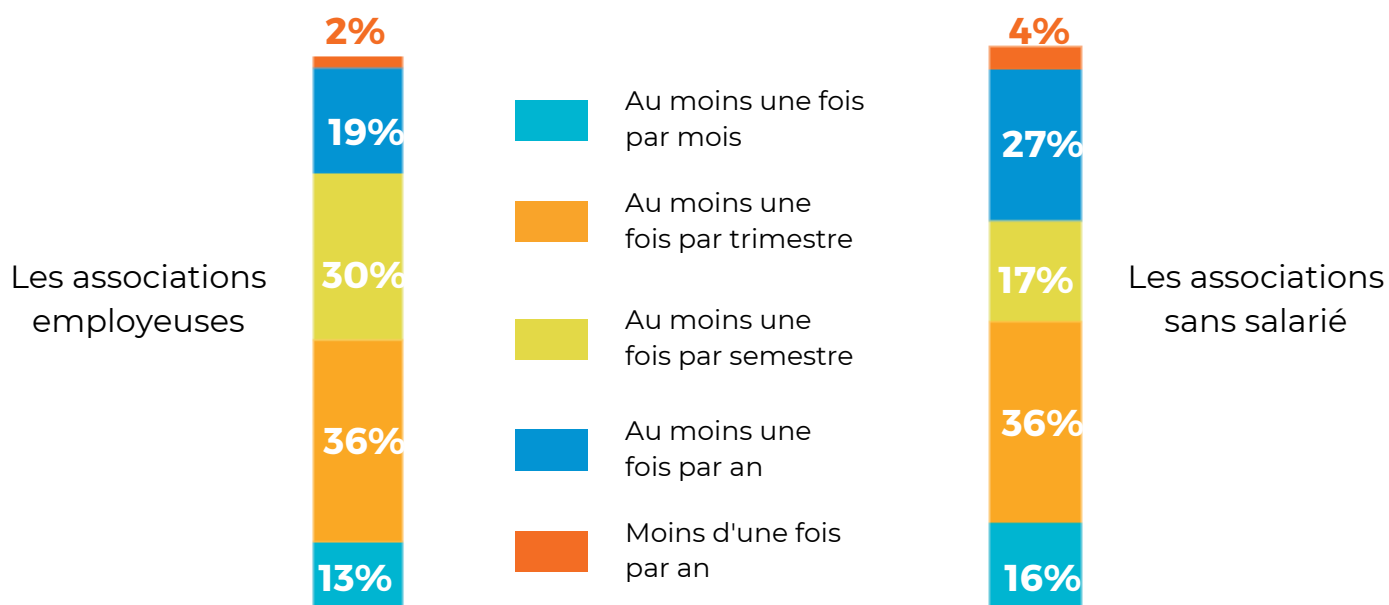 Les associations
employeuses
2%
19%
30%
36%
13%
Au moins une fois
par mois
Au moins une
fois par trimestre
Au moins une
fois par semestre
Au moins une
fois par an
Moins d'une fois
par an
4%
27%
17%
36%
16%
Les associations
sans salarié